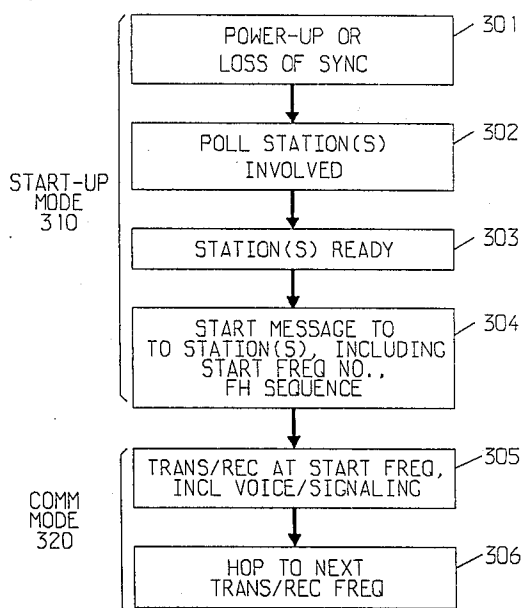 POWER-UP OR
LOSS OF SYNC
301
POLL STATION(S)
INVOLVED
302
START-UP
MODE
310
STATION(S) READY
303
START MESSAGE TO
TO STATION(S), INCLUDING
START FREQ NO.,
FH SEQUENCE
304
TRANS/REC AT START FREQ,
INCL VOICE/SIGNALING
305
COMM
MODE
320
HOP TO NEXT
TRANS/REC FREQ
306